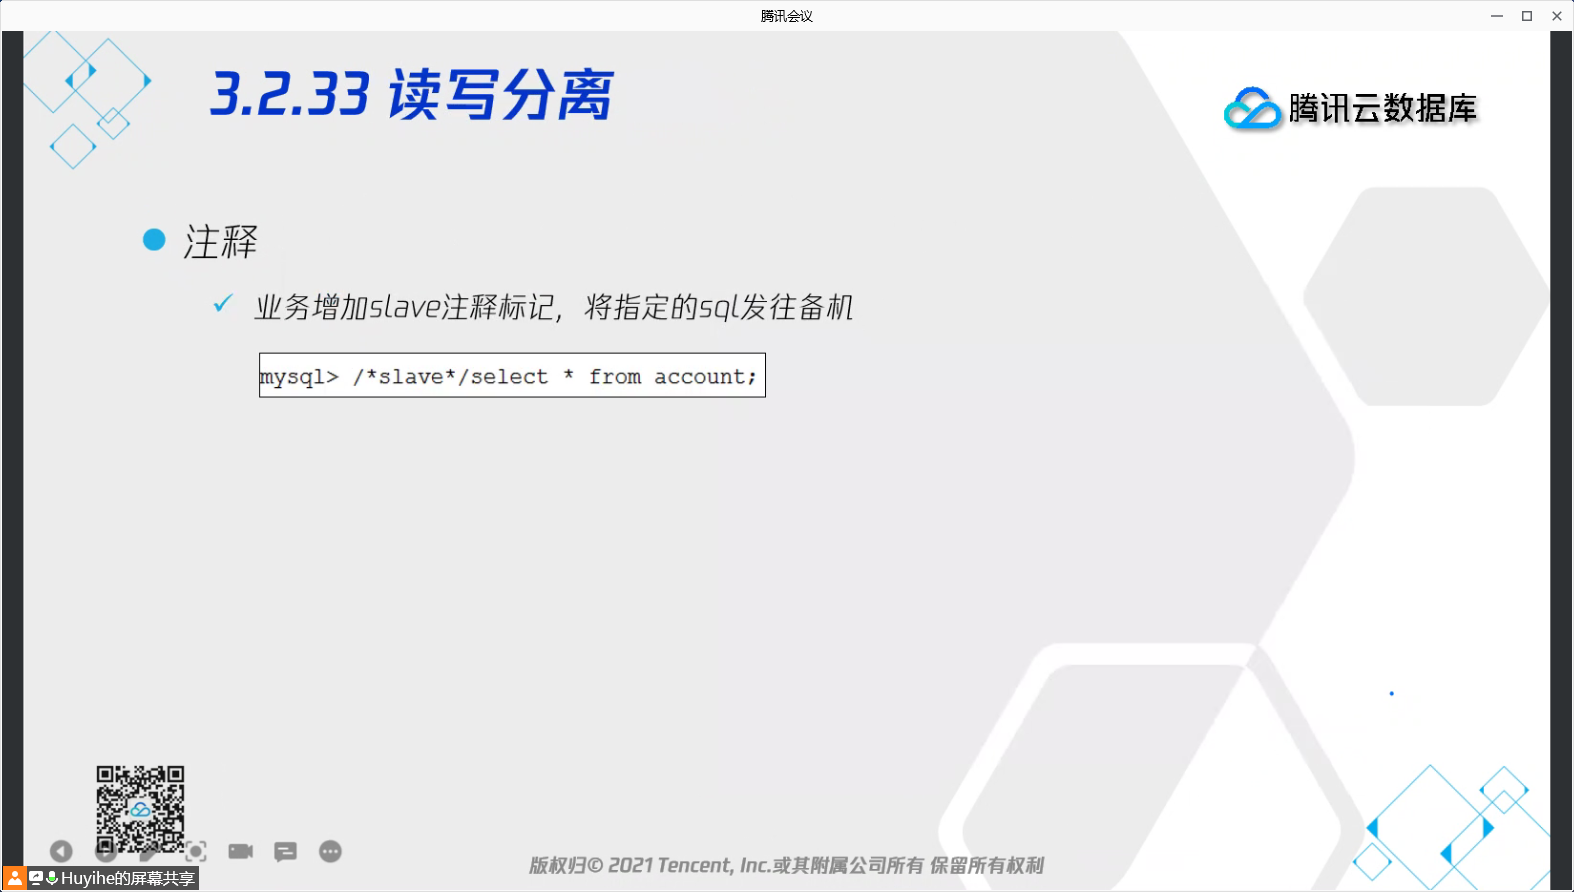 腾讯会议
3.2.33 读写分离
腾讯云数据库
注释
业务增加slave注释标记，将指定的sql发往备机
mysql> /*slave*/select * from account;
版权归© 2021 Tencent, Inc.或其附属公司所有 保留所有权利
Huyihe的屏幕共享